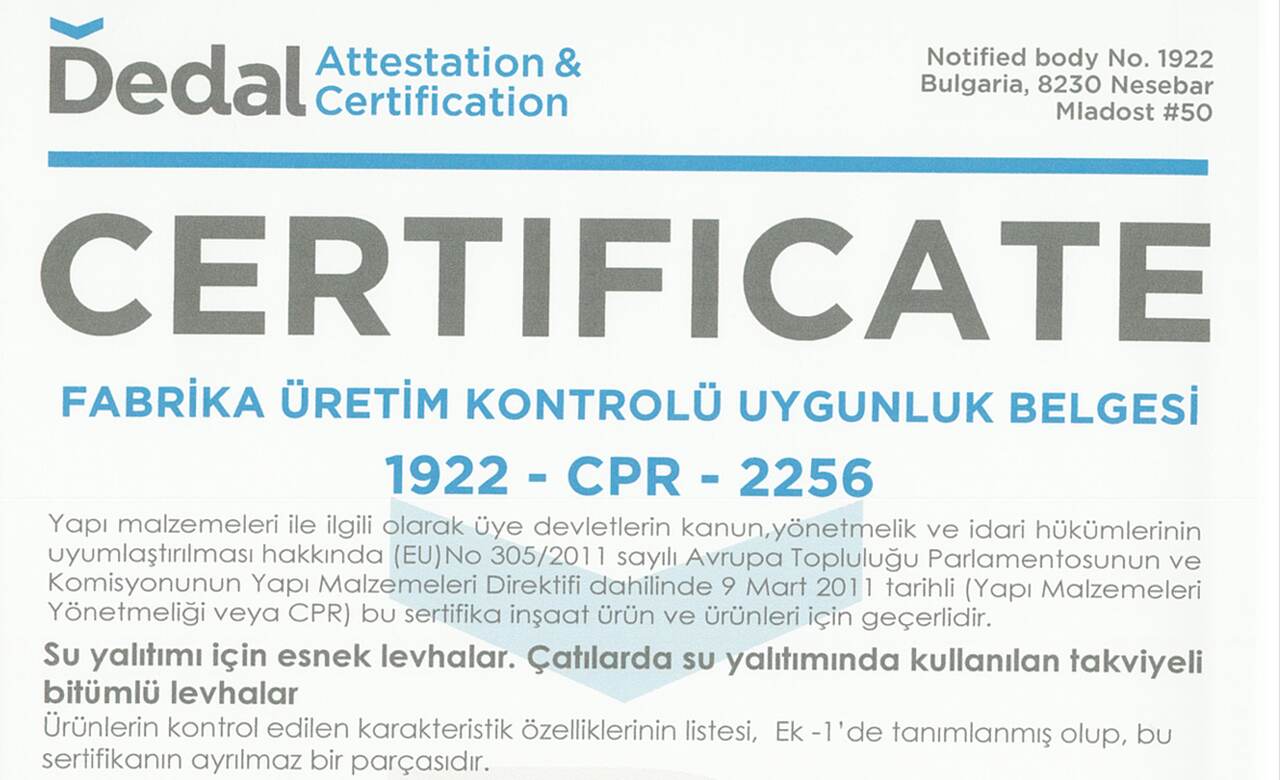 Dedal Attestation &
Certification
Notified body No. 1922
Bulgaria, 8230 Nesebar
Mladost #50
CERTIFICATE
FABRİKA ÜRETİM KONTROLÜ UYGUNLUK BELGESİ
1922 - CPR - 2256
Yapı malzemeleri ile ilgili olarak üye devletlerin kanun,yönetmelik ve idari hükümlerinin
uyumlaştırılması hakkında (EU)No 305/2011 sayılı Avrupa Topluluğu Parlamentosunun ve
Komisyonunun Yapı Malzemeleri Direktifi dahilinde 9 Mart 2011 tarihli (Yapı Malzemeleri
Yönetmeliği veya CPR) bu sertifika inşaat ürün ve ürünleri için geçerlidir.
Su yalıtımı için esnek levhalar. Çatılarda su yalıtımında kullanılan takviyeli
bitümlü levhalar
Ürünlerin kontrol edilen karakteristik özelliklerinin listesi, Ek -1'de tanımlanmış olup, bu
sertifikanın ayrılmaz bir parçasıdır.